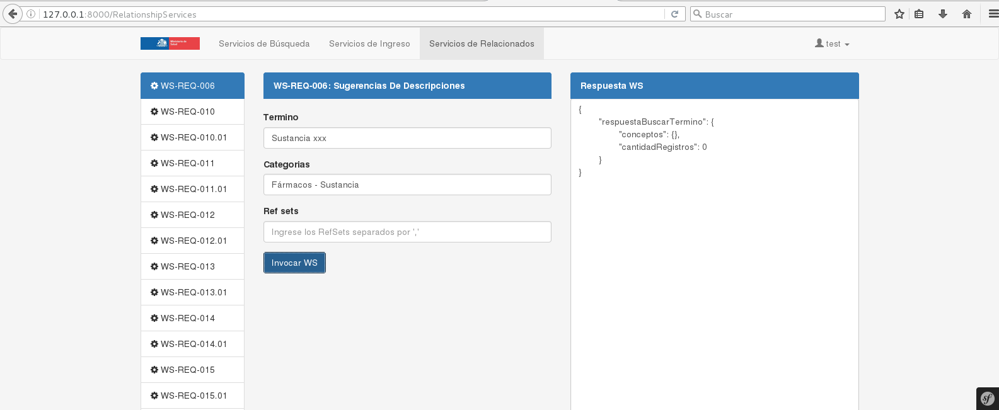 127.0.0.1:8000/RelationshipServices
Buscar
Ministerio de
Salud
Servicios de Búsqueda
Servicios de Ingreso
Servicios de Relacionados
test
WS-REQ-006
WS-REQ-010
WS-REQ-010.01
WS-REQ-011
WS-REQ-011.01
WS-REQ-012
WS-REQ-012.01
WS-REQ-013
WS-REQ-013.01
WS-REQ-014
WS-REQ-014.01
WS-REQ-015
WS-REQ-015.01
WS-REQ-006: Sugerencias De Descripciones
Termino
Sustancia xxx
Categorias
Fármacos - Sustancia
Ref sets
Ingrese los RefSets separados por ','
Invocar WS
Respuesta WS
{
"respuestaBuscarTermino": {
"conceptos": {},
"cantidadRegistros": 0
}
}
sf